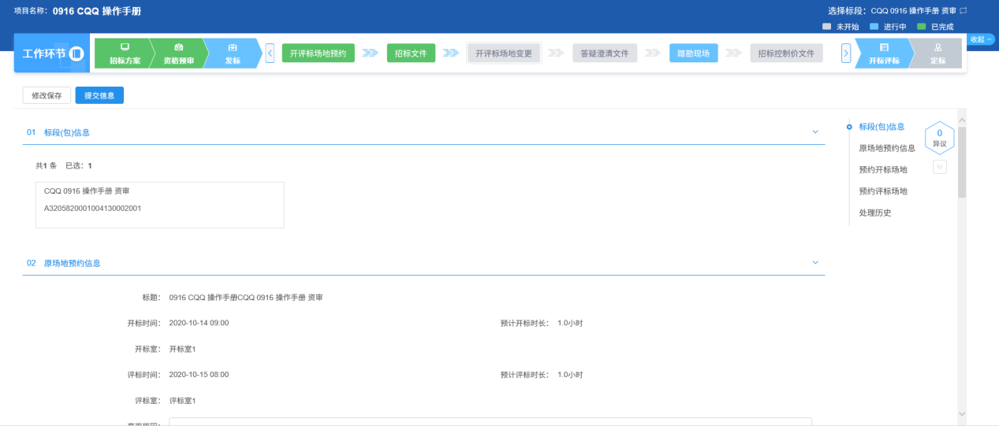 项目名称: 0916 CQQ 操作手册
选择标段: CQQ 0916 操作手册 资审
未开始 进行中 已完成
收起
工作环节
招标方案 资格预审 发标
开评标场地预约 招标文件 开评标场地变更 答疑澄清文件 踏勘现场 招标控制价文件
开标评标 定标
修改保存 提交信息
01 标段(包)信息
共1 条 已选: 1
CQQ 0916 操作手册 资审
A3205820001004130002001
02 原场地预约信息
标题: 0916 CQQ 操作手册CQQ 0916 操作手册 资审
开标时间: 2020-10-14 09:00 预计开标时长: 1.0小时
开标室: 开标室1
评标时间: 2020-10-15 08:00 预计评标时长: 1.0小时
评标室: 评标室1
标段(包)信息
原场地预约信息
预约开标场地
预约评标场地
处理历史
0
异议